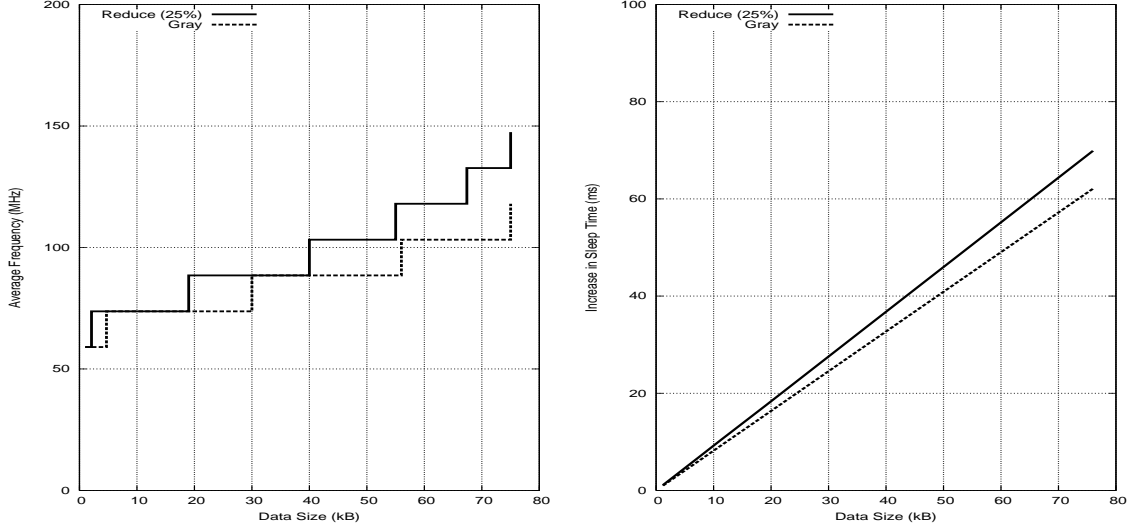 Reduce (25%)
Gray
200
150
100
50
0
Average Frequency (MHz)
0 10 20 30 40 50 60 70 80
Data Size (kB)
Reduce (25%)
Gray
100
80
60
40
20
0
Increase in Sleep Time (ms)
0 10 20 30 40 50 60 70 80
Data Size (kB)